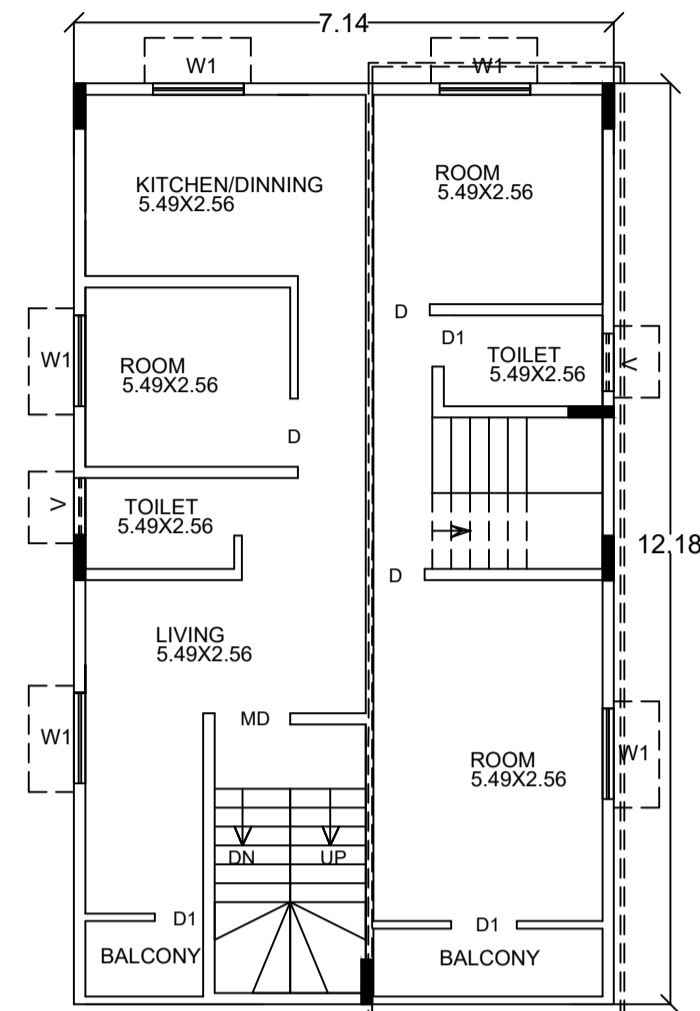 7.14
W1
W1
KITCHEN/DINNING
5.49X2.56
ROOM
5.49X2.56
D
D1
W1
ROOM
5.49X2.56
TOILET
5.49X2.56
V
D
V
TOILET
5.49X2.56
12.18
D
LIVING
5.49X2.56
MD
W1
ROOM
5.49X2.56
W1
DN
UP
D1
D1
BALCONY
BALCONY